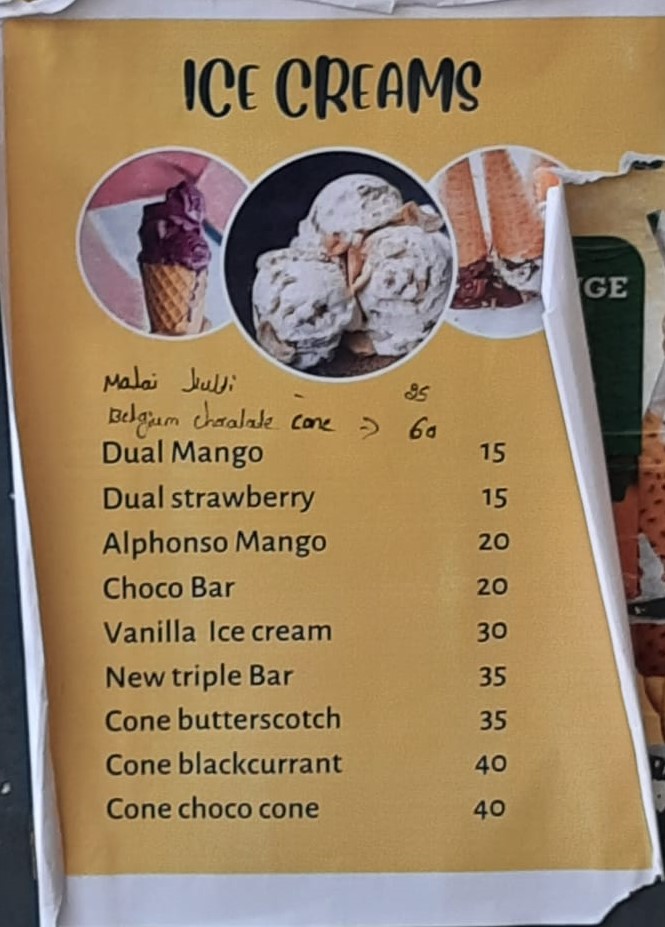 ICE CREAMS
NGE
Malai kulfi - 25
Belgium chocolate cone => 60
Dual Mango 15
Dual strawberry 15
Alphonso Mango 20
Choco Bar 20
Vanilla Ice cream 30
New triple Bar 35
Cone butterscotch 35
Cone blackcurrant 40
Cone choco cone 40